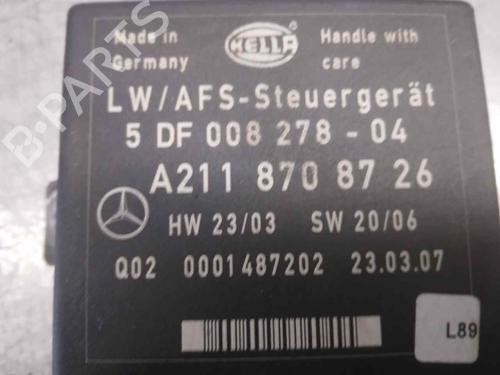 Made in Germany
HELLA
Handle with care
LW/AFS-Steuergerät
5 DF 008 278 - 04
A211 870 87 26
HW 23/03 SW 20/06
Q02 0001487202 23.03.07
L89
B-PARTS